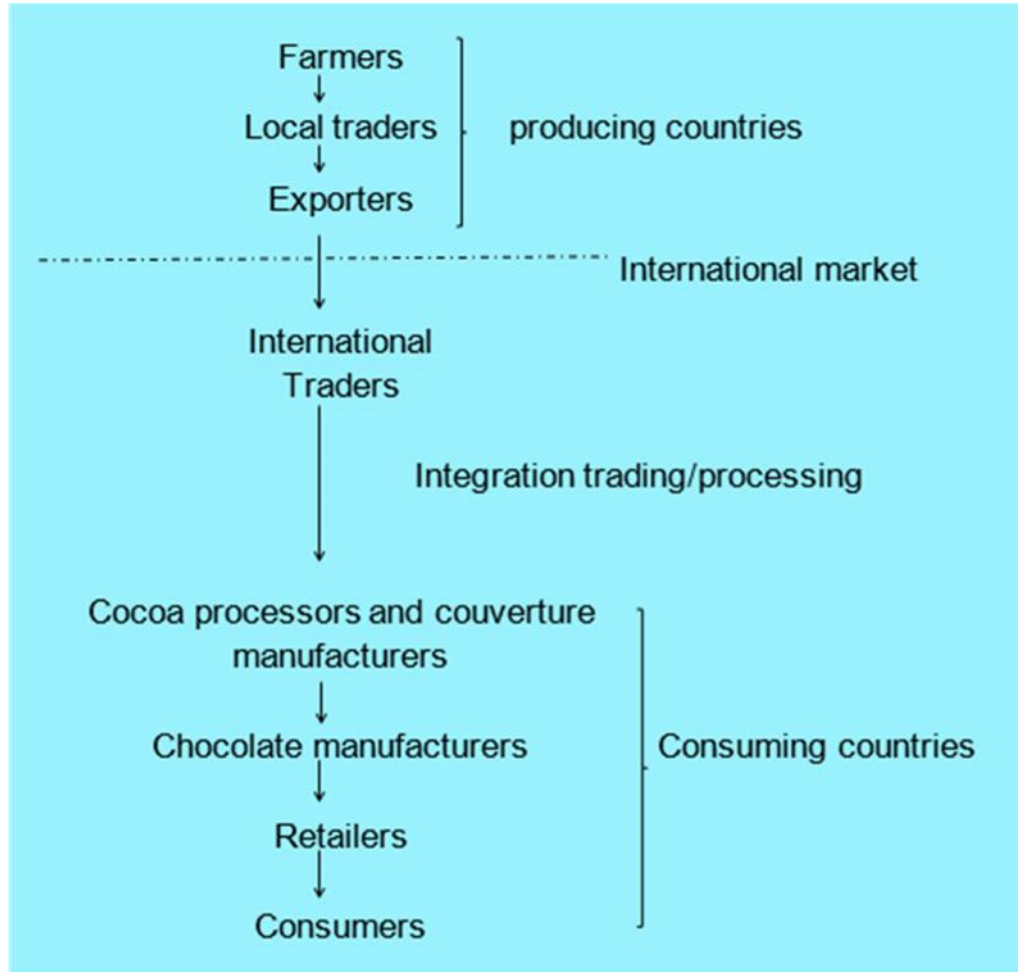 Farmers
Local traders
producing countries
Exporters
International market
International
Traders
Integration trading/processing
Cocoa processors and couverture
manufacturers
Chocolate manufacturers
Consuming countries
Retailers
Consumers